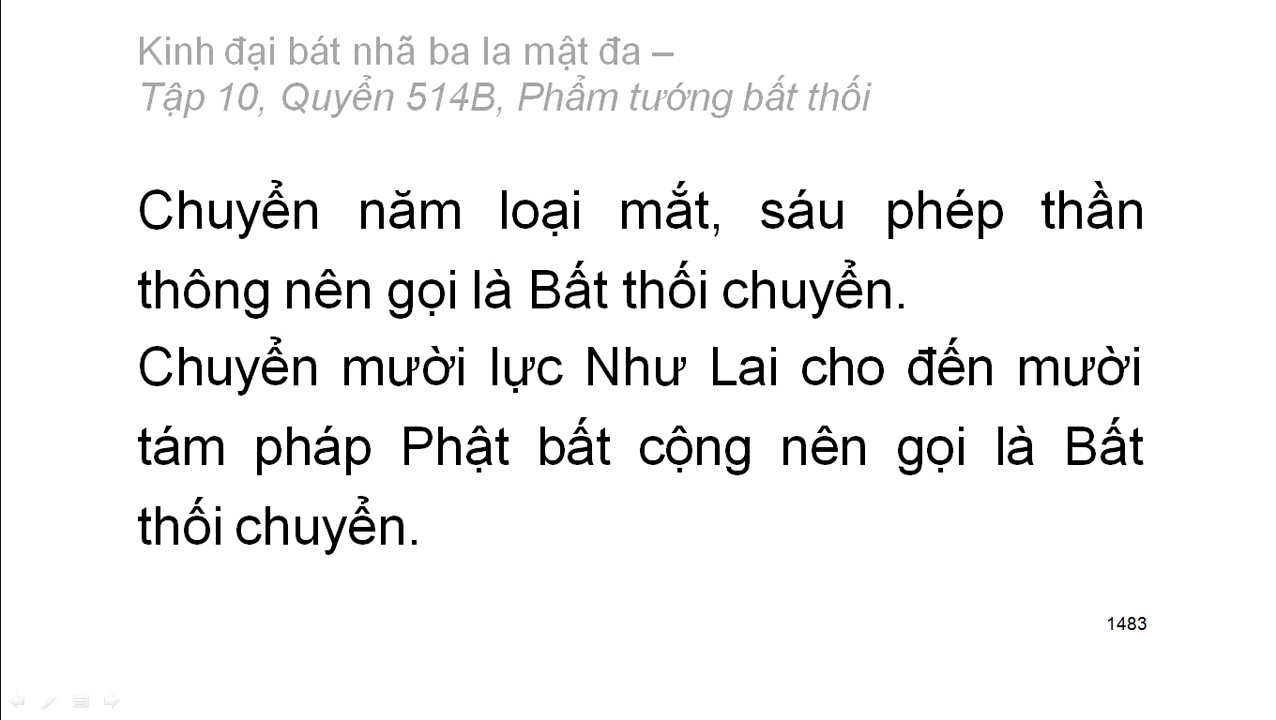 Kinh đại bát nhã ba la mật đa –
Tập 10, Quyển 514B, Phẩm tướng bất thối
Chuyển năm loại mắt, sáu phép thần
thông nên gọi là Bất thối chuyển.
Chuyển mười lực Như Lai cho đến mười
tám pháp Phật bất cộng nên gọi là Bất
thối chuyển.
1483